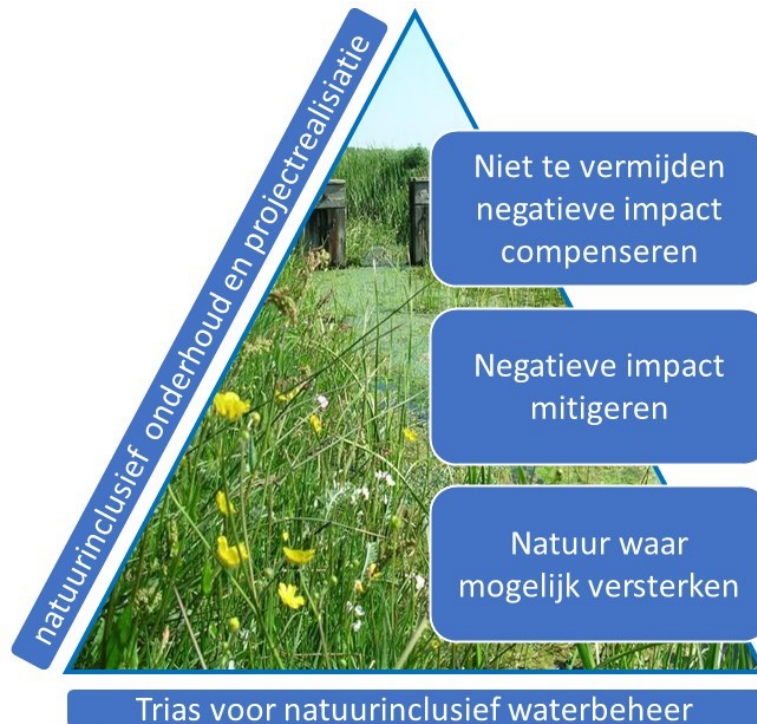 natuurinclusief onderhoud en projectrealisiatie
Niet te vermijden
negatieve impact
compenseren
Negatieve impact
mitigeren
Natuur waar
mogelijk versterken
Trias voor natuurinclusief waterbeheer